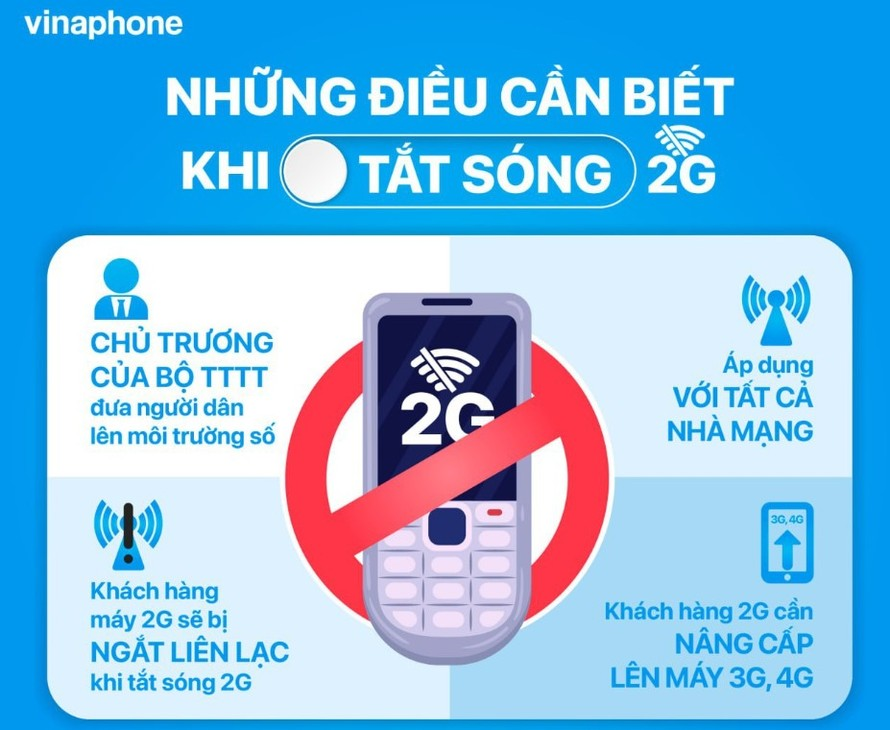 vinaphone
NHỮNG ĐIỀU CẦN BIẾT
KHI TẮT SÓNG 2G
CHỦ TRƯƠNG
CỦA BỘ TTTT
đưa người dân
lên môi trường số
Áp dụng
VỚI TẤT CẢ
NHÀ MẠNG
2G
Khách hàng
máy 2G sẽ bị
NGẮT LIÊN LẠC
khi tắt sóng 2G
3G, 4G
Khách hàng 2G cần
NÂNG CẤP
LÊN MÁY 3G, 4G